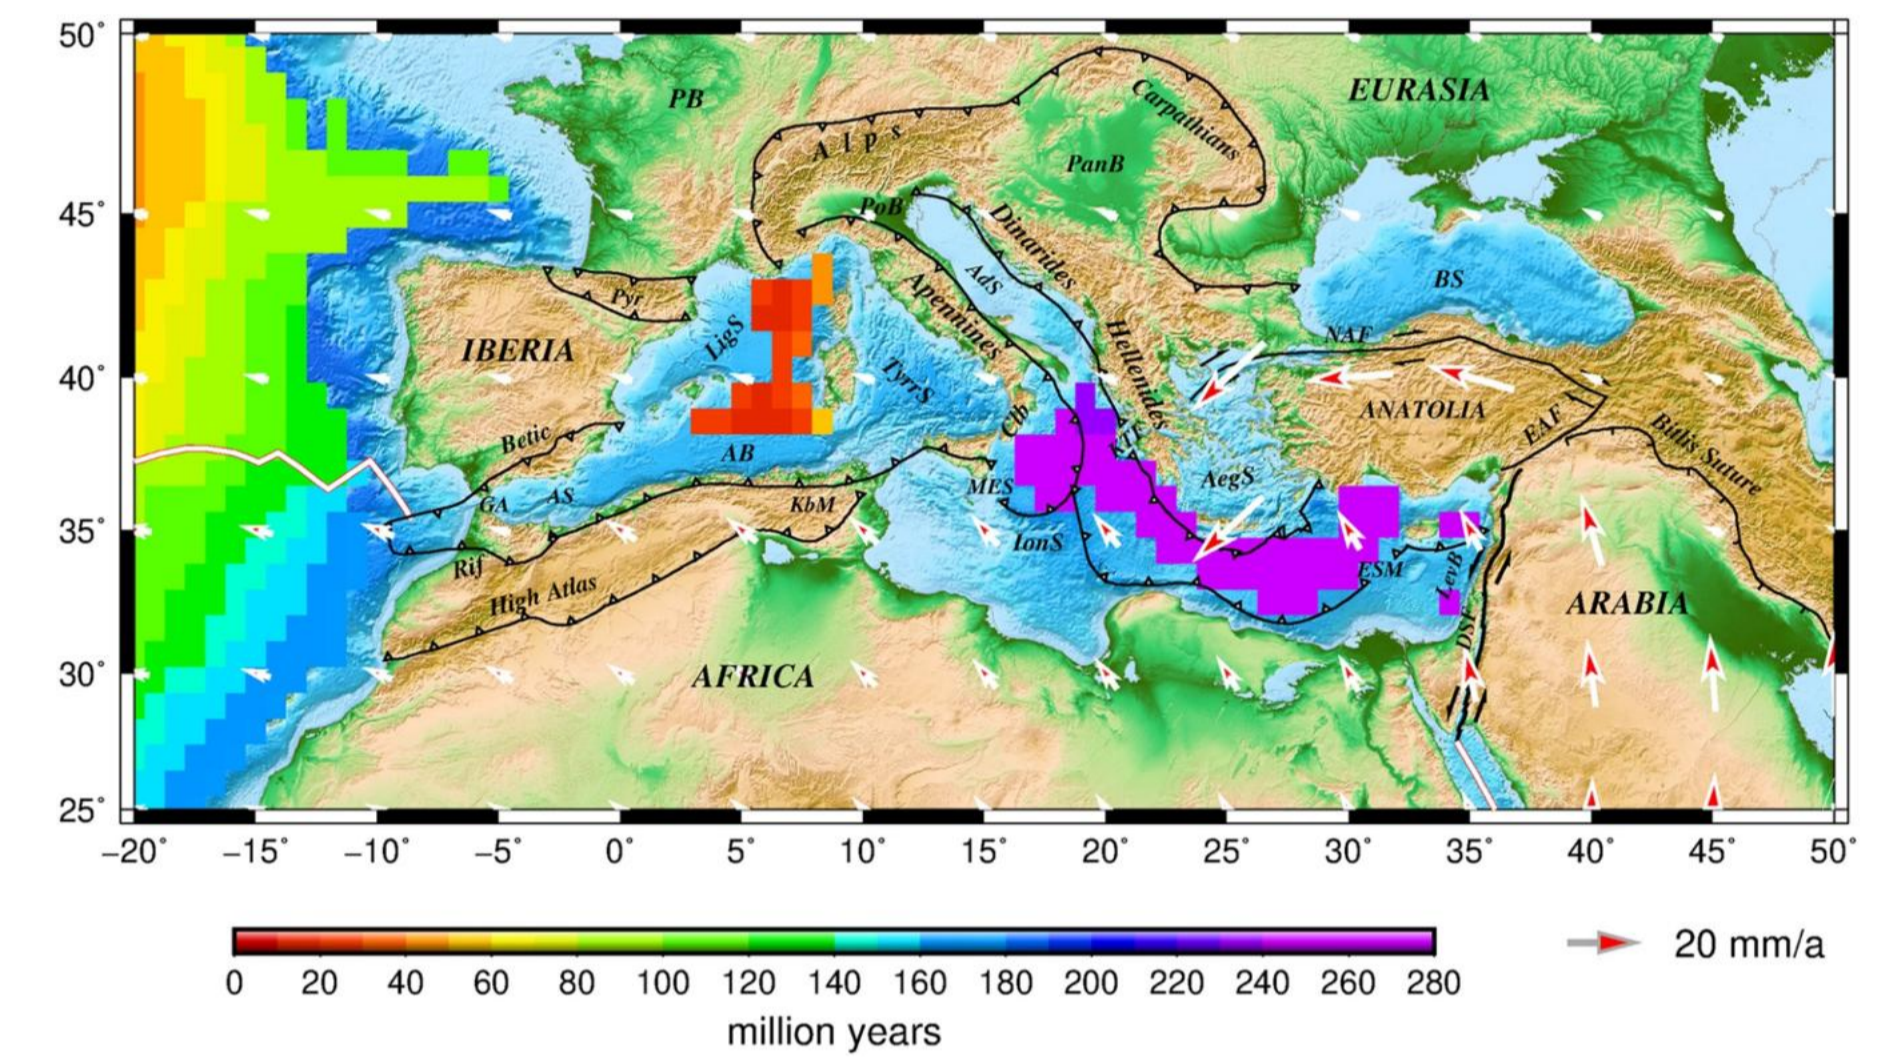 50°
45°
40°
35°
30°
25°
EURASIA
PB
Carpathians
Alps
PanB
PoB
Dinarides
AdS
BS
Pyr
Apennines
Hellenides
NAF
LigS
IBERIA
TyrrS
ANATOLIA
EAF
Bitlis Suture
Clb
KTF
Betic
AB
AegS
MES
GA
AS
KbM
IonS
ESM
LevB
Rif
High Atlas
DSF
ARABIA
AFRICA
−20° −15° −10° −5° 0° 5° 10° 15° 20° 25° 30° 35° 40° 45° 50°
0 20 40 60 80 100 120 140 160 180 200 220 240 260 280
million years
20 mm/a